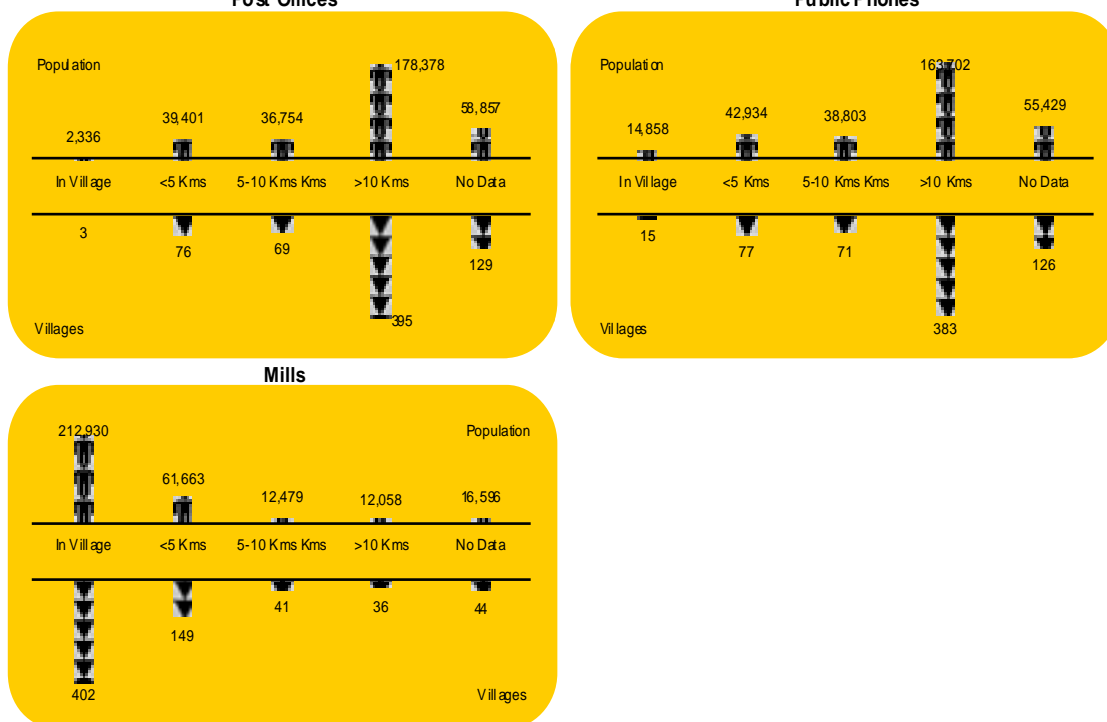 Post Offices
Public Phones
Population
178,378
58,857
39,401
36,754
2,336
In Village <5 Kms 5-10 Kms Kms >10 Kms No Data
3
76
69
129
395
Villages
Population
163,702
55,429
42,934
38,803
14,858
In Village <5 Kms 5-10 Kms Kms >10 Kms No Data
15
77
71
126
383
Villages
Mills
212,930
Population
61,663
12,479
12,058
16,596
In Village <5 Kms 5-10 Kms Kms >10 Kms No Data
41
36
44
149
402
Villages